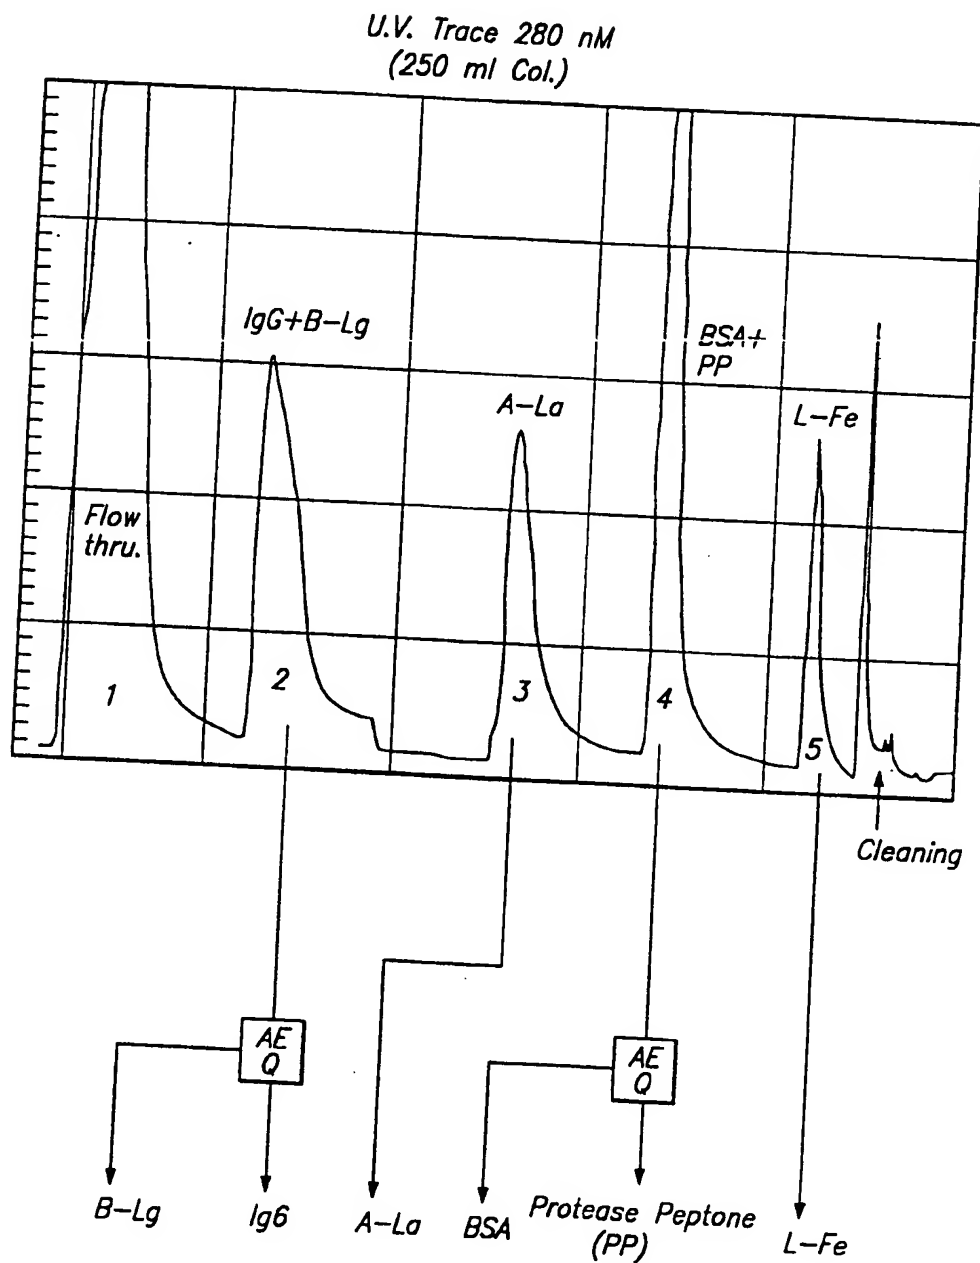 U.V. Trace 280 nM
(250 ml Col.)
IgG+B-Lg
BSA+
PP
A-La
L-Fe
Flow
thru.
1
2
3
4
5
Cleaning
AE
Q
AE
Q
B-Lg
Ig6
A-La
BSA
Protease Peptone
(PP)
L-Fe